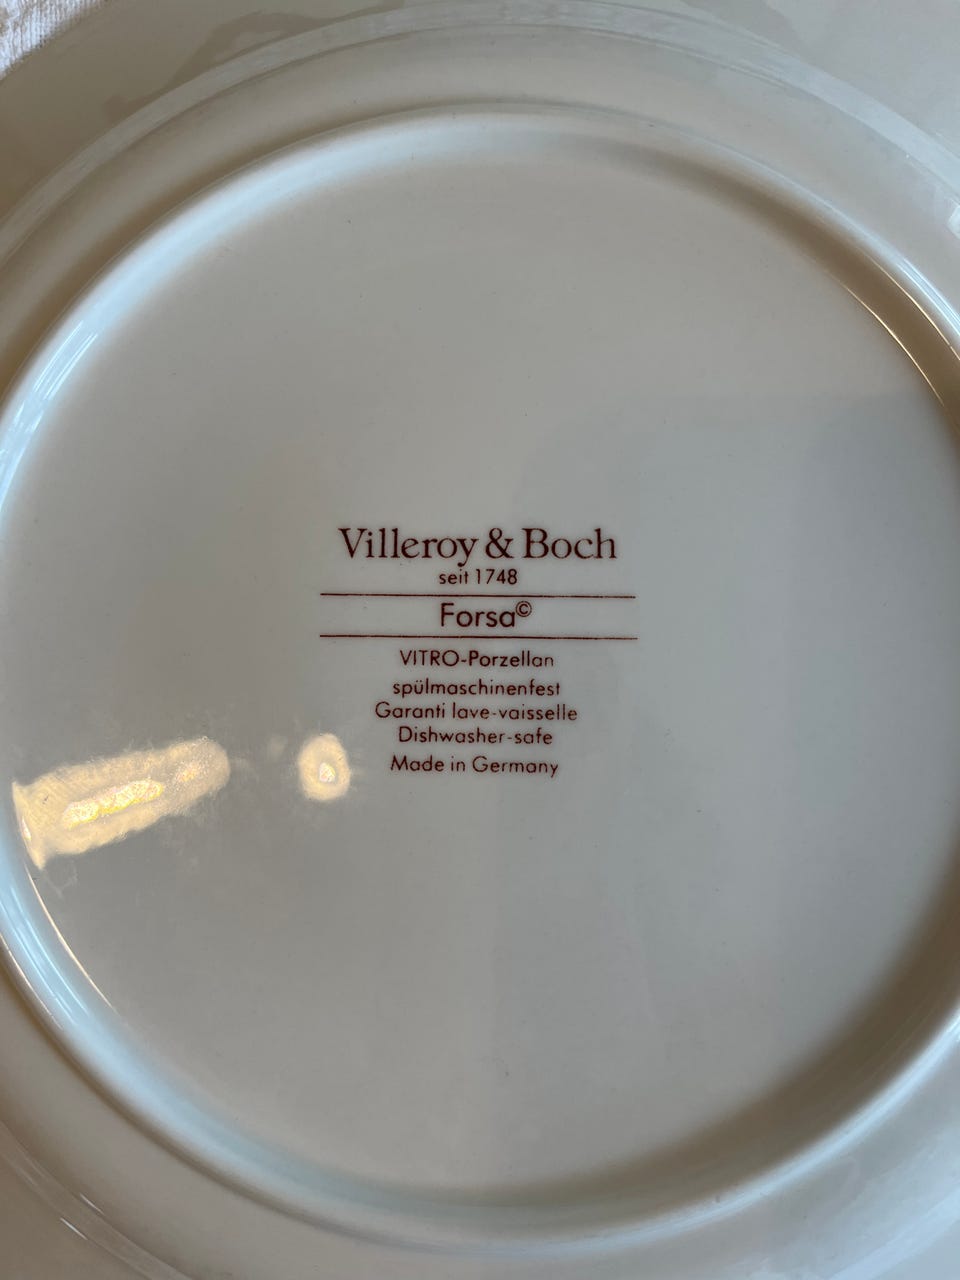 Villeroy & Boch
seit 1748
Forsa©
VITRO-Porzellan
spülmaschinenfest
Garanti lave-vaisselle
Dishwasher-safe
Made in Germany